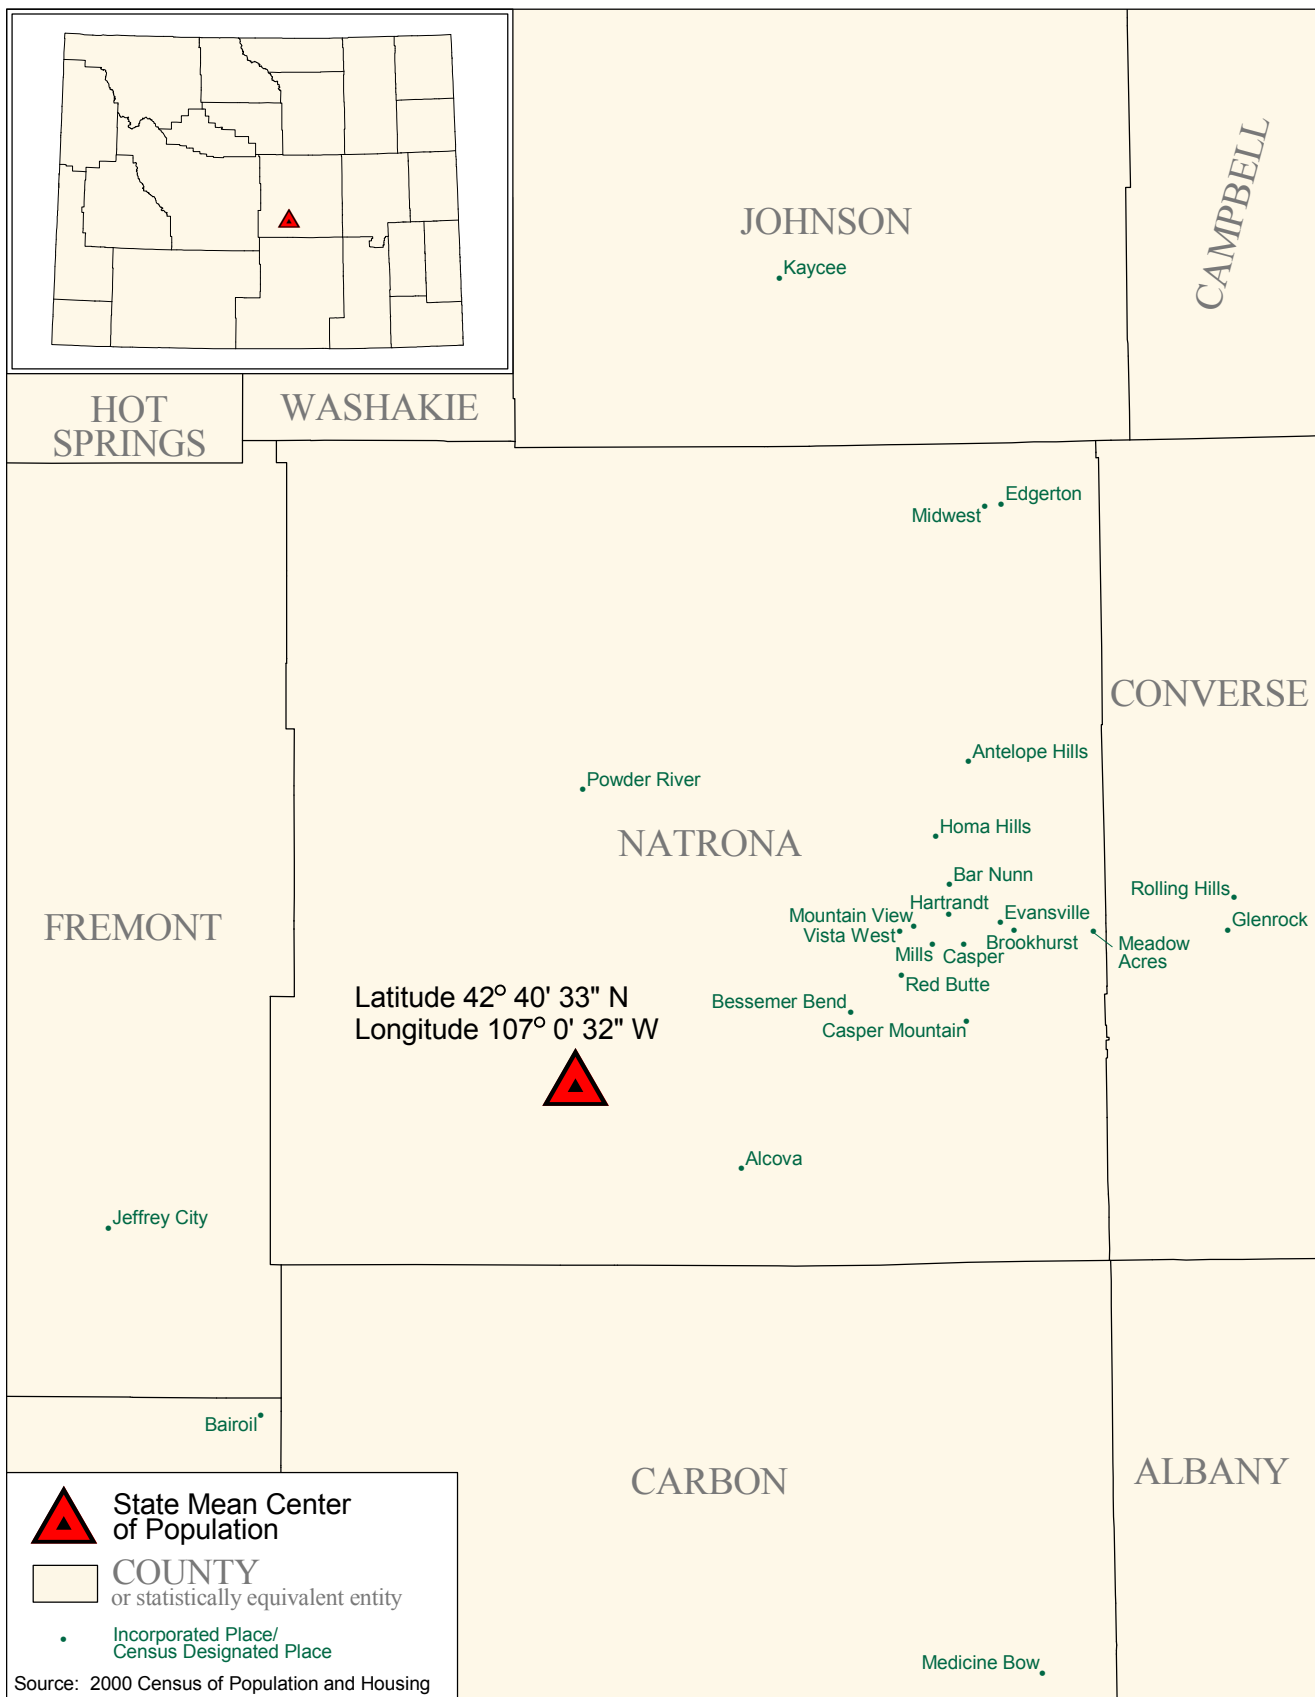 JOHNSON
Kaycee
CAMPBELL
HOT
SPRINGS
WASHAKIE
Edgerton
Midwest
CONVERSE
Antelope Hills
Powder River
NATRONA
Homa Hills
Bar Nunn
Rolling Hills
Hartrandt
FREMONT
Mountain View
Evansville
Glenrock
Vista West
Brookhurst
Meadow
Acres
Mills
Casper
Red Butte
Latitude 42° 40' 33" N
Bessemer Bend
Longitude 107° 0' 32" W
Casper Mountain
Alcova
Jeffrey City
Bairoil
CARBON
ALBANY
State Mean Center
of Population
COUNTY
or statistically equivalent entity
Incorporated Place/
Census Designated Place
Medicine Bow
Source: 2000 Census of Population and Housing